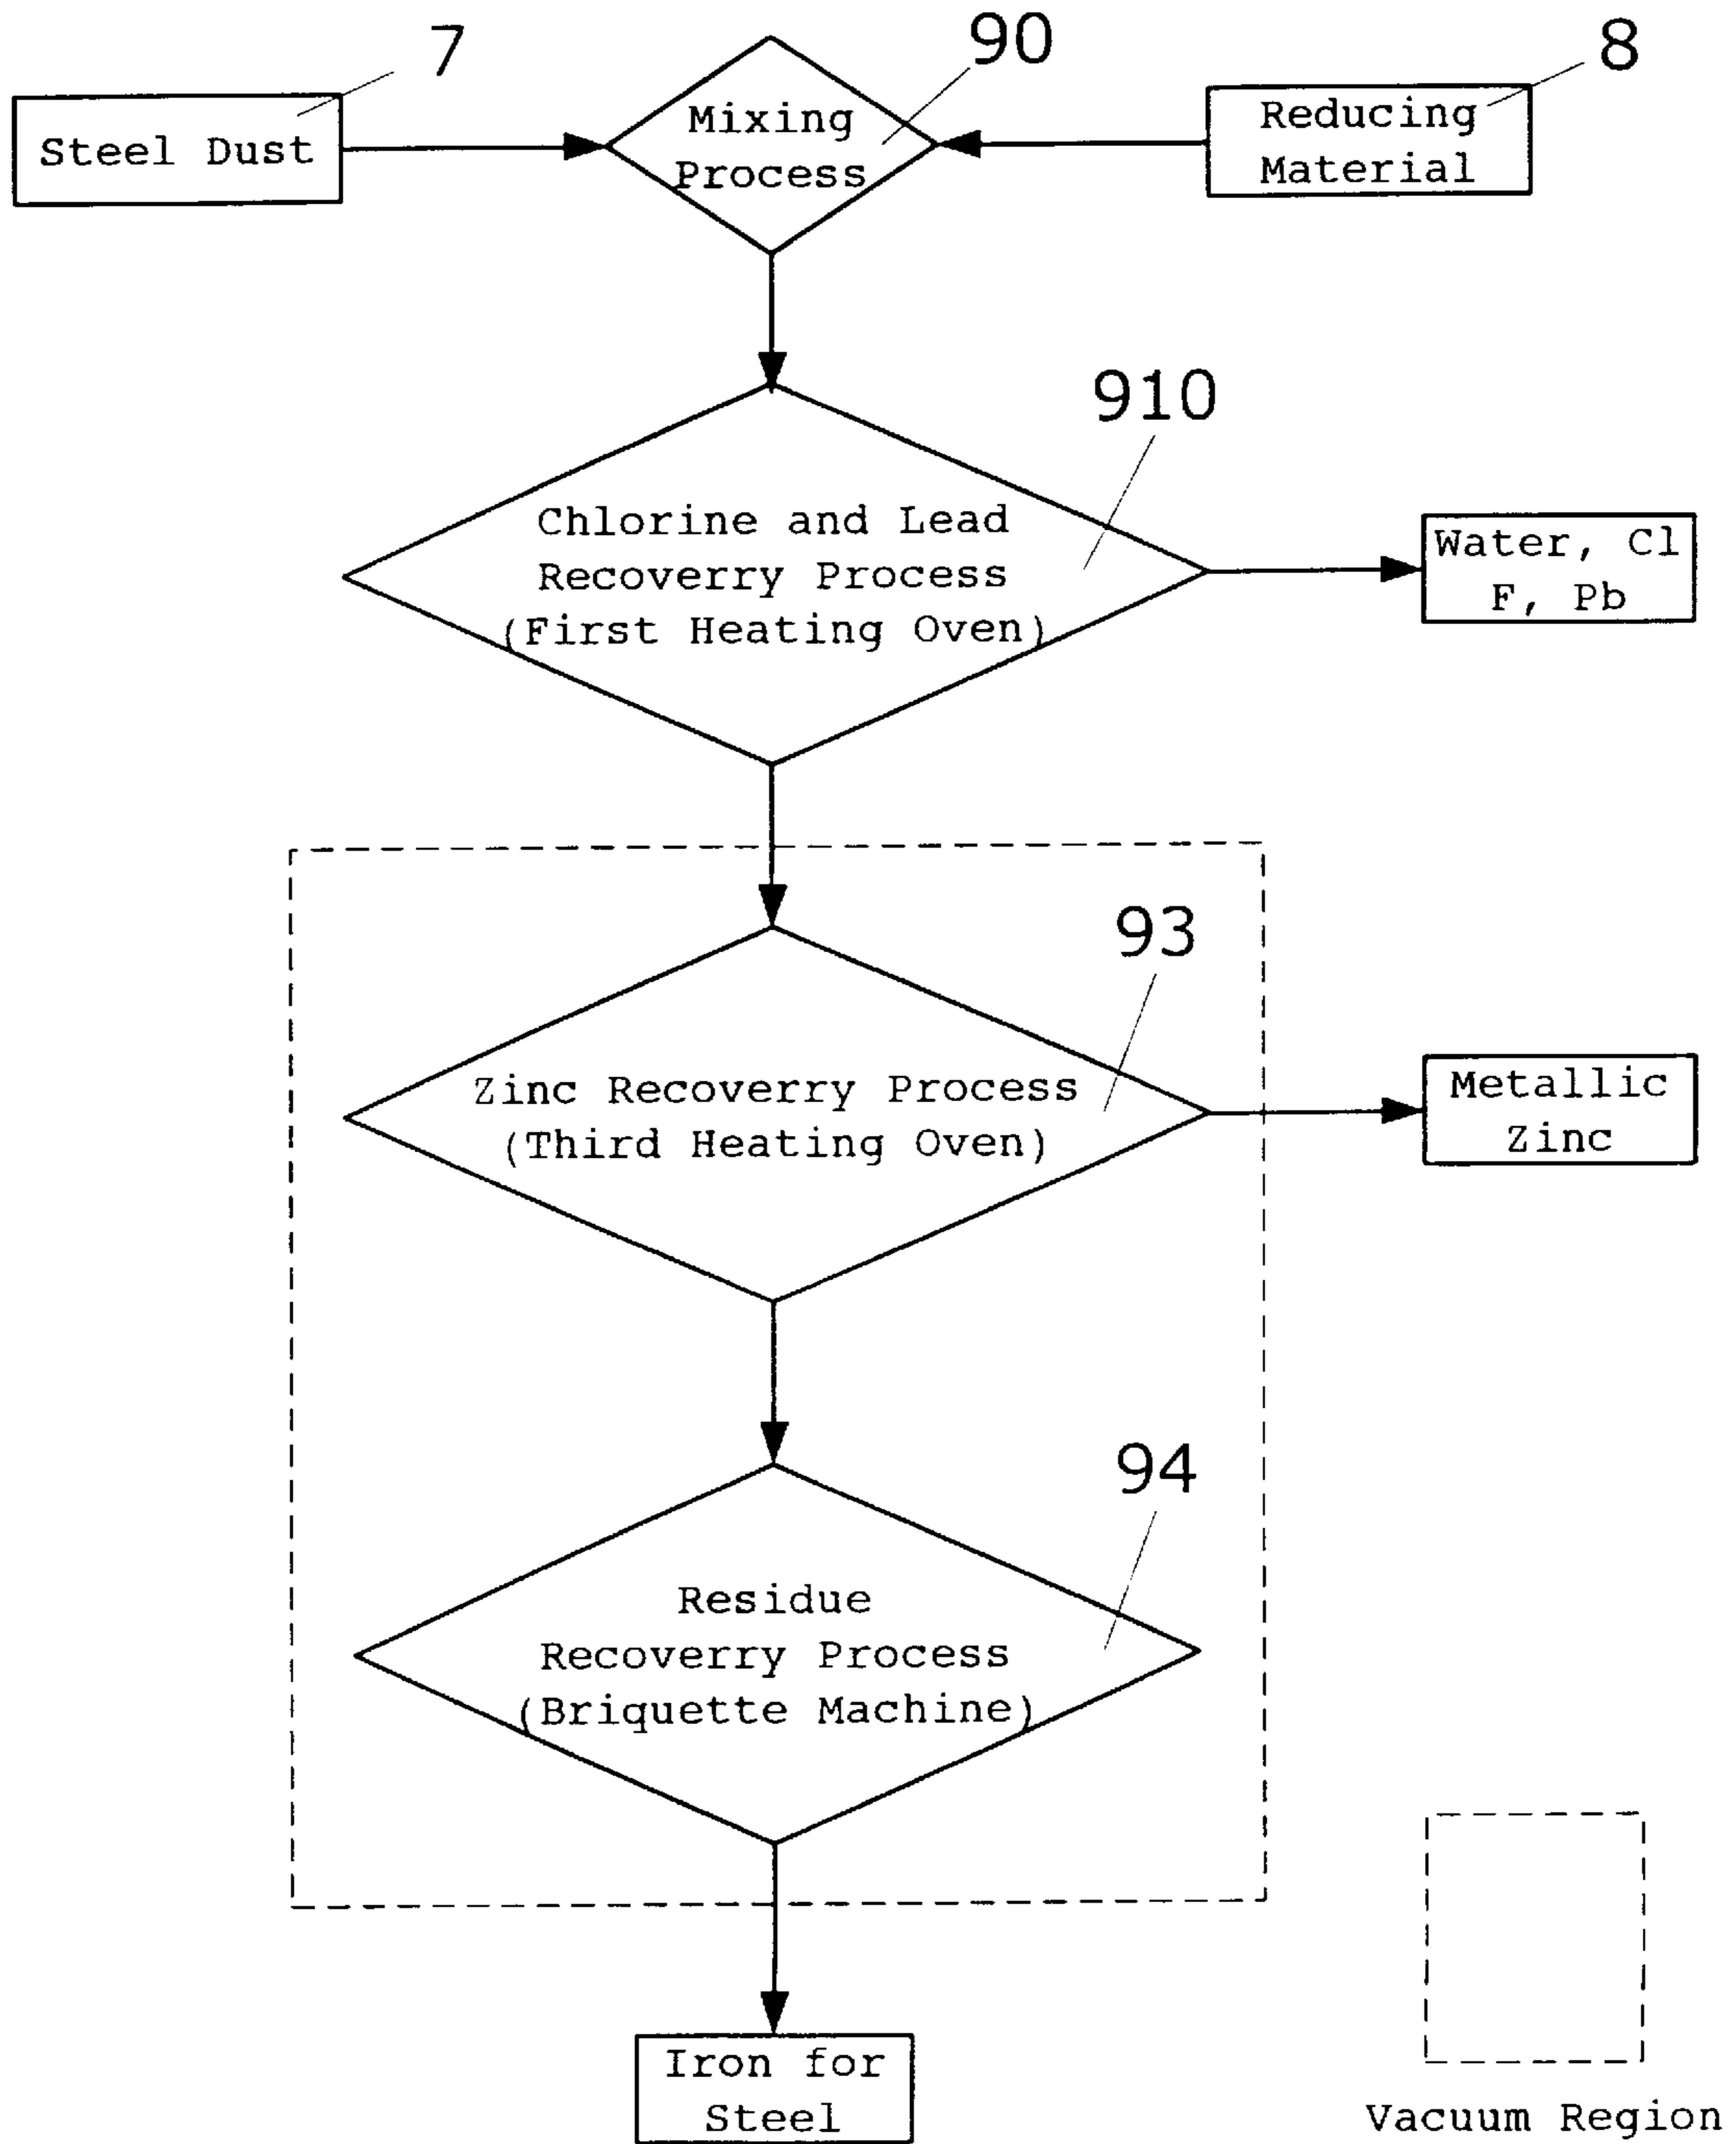 7
90
8
Steel Dust
Mixing
Process
Reducing
Material
910
Chlorine and Lead
Recoverry Process
(First Heating Oven)
Water, Cl
F, Pb
93
Zinc Recoverry Process
(Third Heating Oven)
Metallic
Zinc
94
Residue
Recoverry Process
(Briquette Machine)
Iron for
Steel
Vacuum Region